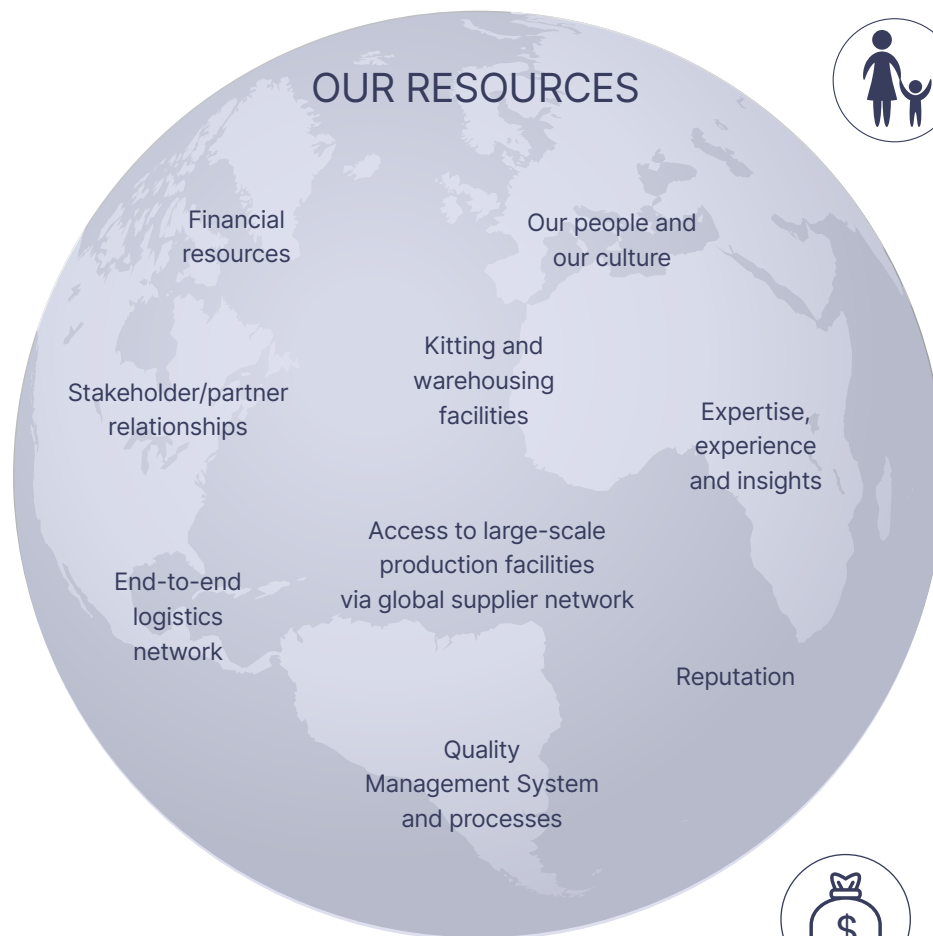 OUR RESOURCES
Financial
resources
Our people and
our culture
Kitting and
warehousing
facilities
Stakeholder/partner
relationships
Expertise,
experience
and insights
Access to large-scale
production facilities
via global supplier network
End-to-end
logistics
network
Reputation
Quality
Management System
and processes
$